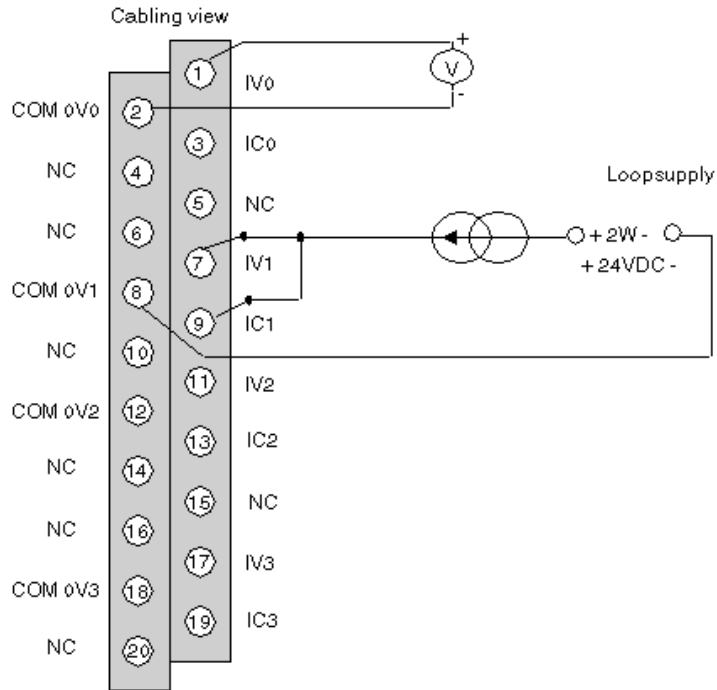 Cabling view
1
+
V
-
IV0
COM 0V0
2
3
IC0
NC
4
5
NC
Loopsupply
NC
6
7
IV1
+ 2W -
+ 24VDC -
COM 0V1
8
9
IC1
NC
10
11
IV2
COM 0V2
12
13
IC2
NC
14
15
NC
NC
16
17
IV3
COM 0V3
18
19
IC3
NC
20